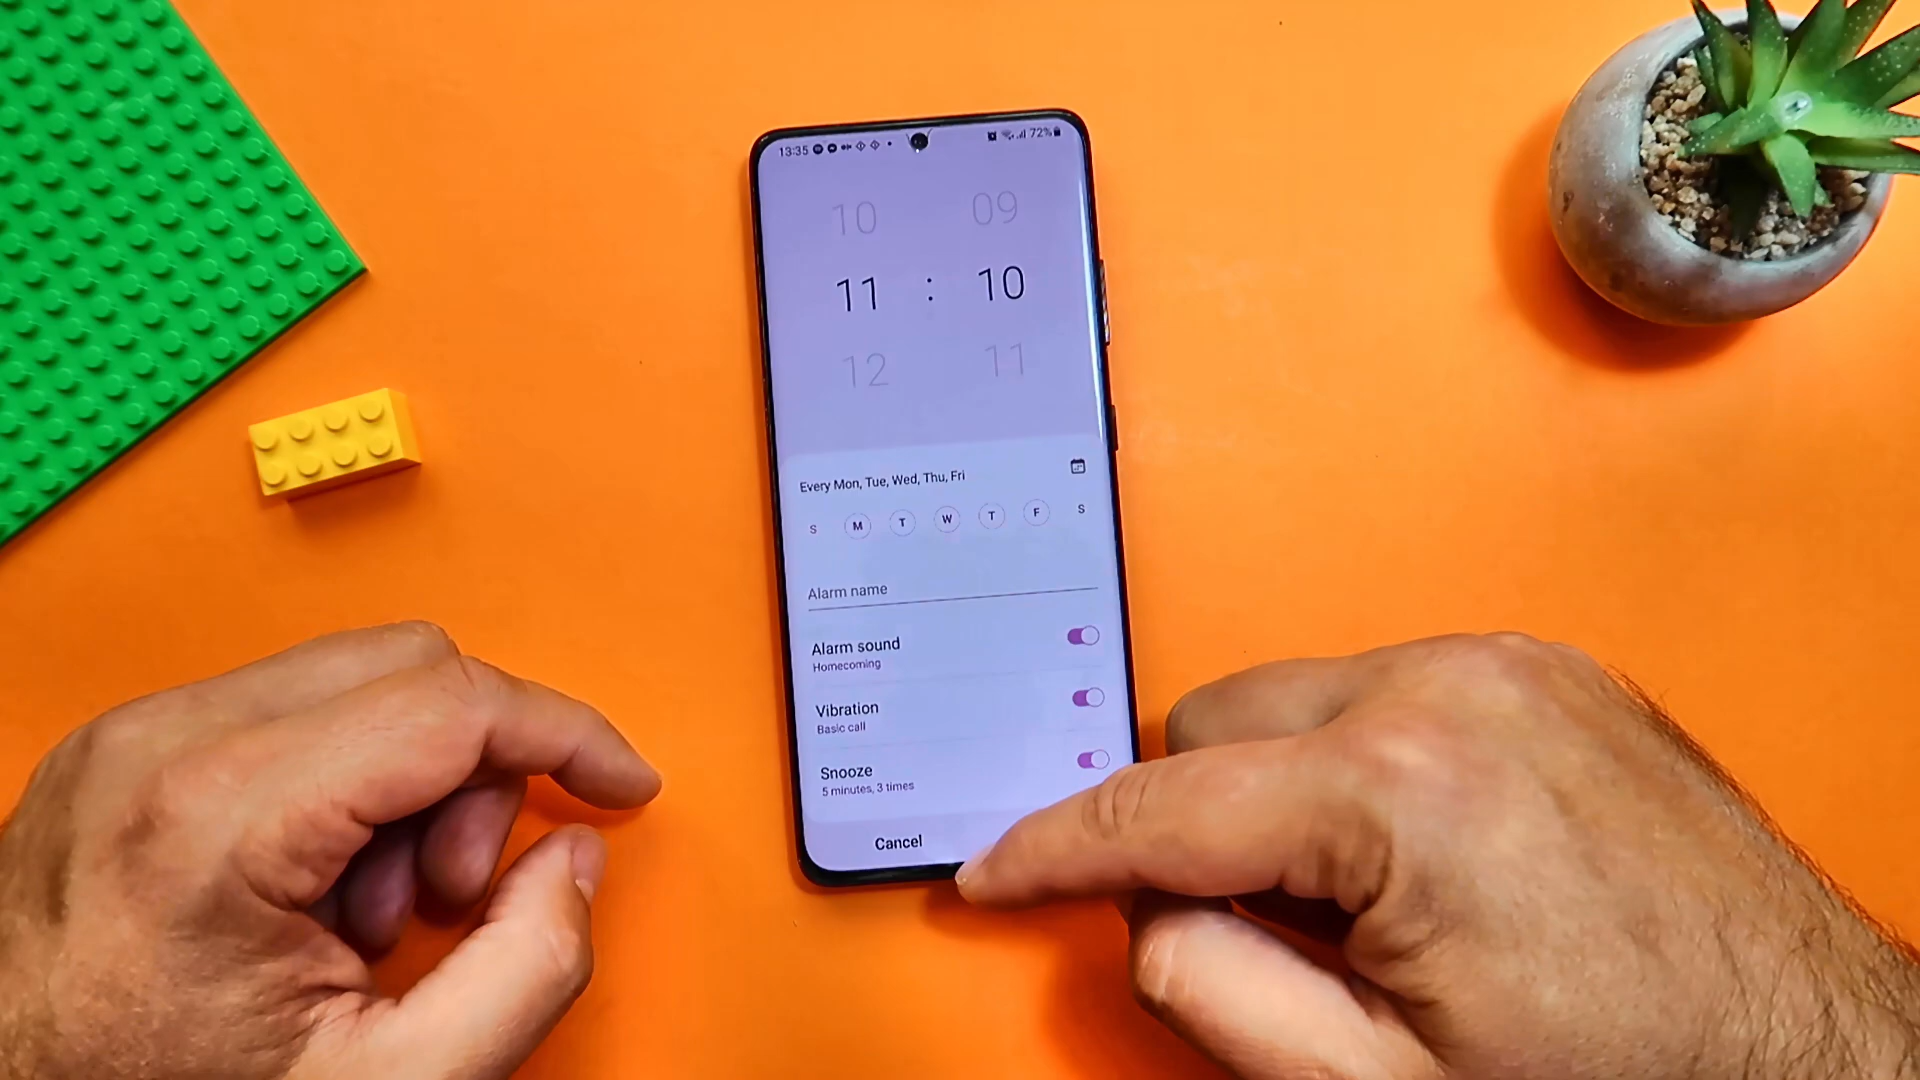 13:35 72%
10 09
11 : 10
12 11
Every Mon, Tue, Wed, Thu, Fri
S M T W T F S
Alarm name
Alarm sound
Homecoming
Vibration
Basic call
Snooze
5 minutes, 3 times
Cancel